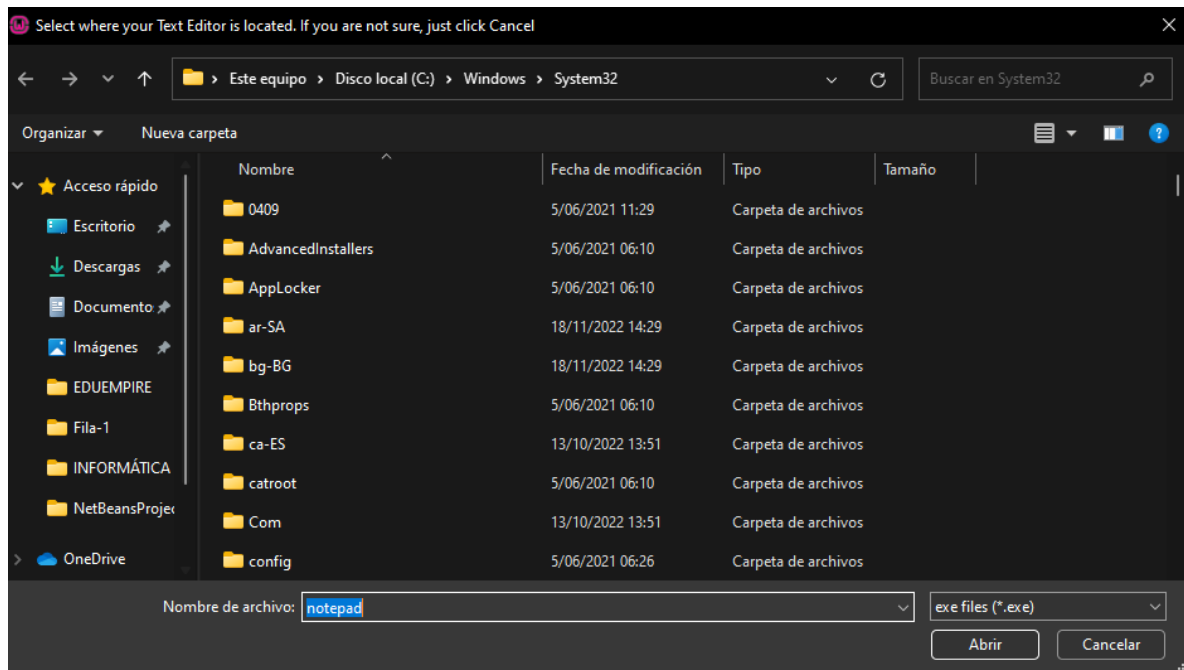 Select where your Text Editor is located. If you are not sure, just click Cancel
Este equipo > Disco local (C:) > Windows > System32 Buscar en System32
Organizar Nueva carpeta
Nombre Fecha de modificación Tipo Tamaño
Acceso rápido
0409 5/06/2021 11:29 Carpeta de archivos
Escritorio
AdvancedInstallers 5/06/2021 06:10 Carpeta de archivos
Descargas
AppLocker 5/06/2021 06:10 Carpeta de archivos
Documento
ar-SA 18/11/2022 14:29 Carpeta de archivos
Imágenes
bg-BG 18/11/2022 14:29 Carpeta de archivos
EDUEMPIRE
Bthprops 5/06/2021 06:10 Carpeta de archivos
Fila-1
ca-ES 13/10/2022 13:51 Carpeta de archivos
INFORMÁTICA
catroot 5/06/2021 06:10 Carpeta de archivos
NetBeansProjec
Com 13/10/2022 13:51 Carpeta de archivos
OneDrive
config 5/06/2021 06:26 Carpeta de archivos
Nombre de archivo: notepad exe files (*.exe)
Abrir Cancelar